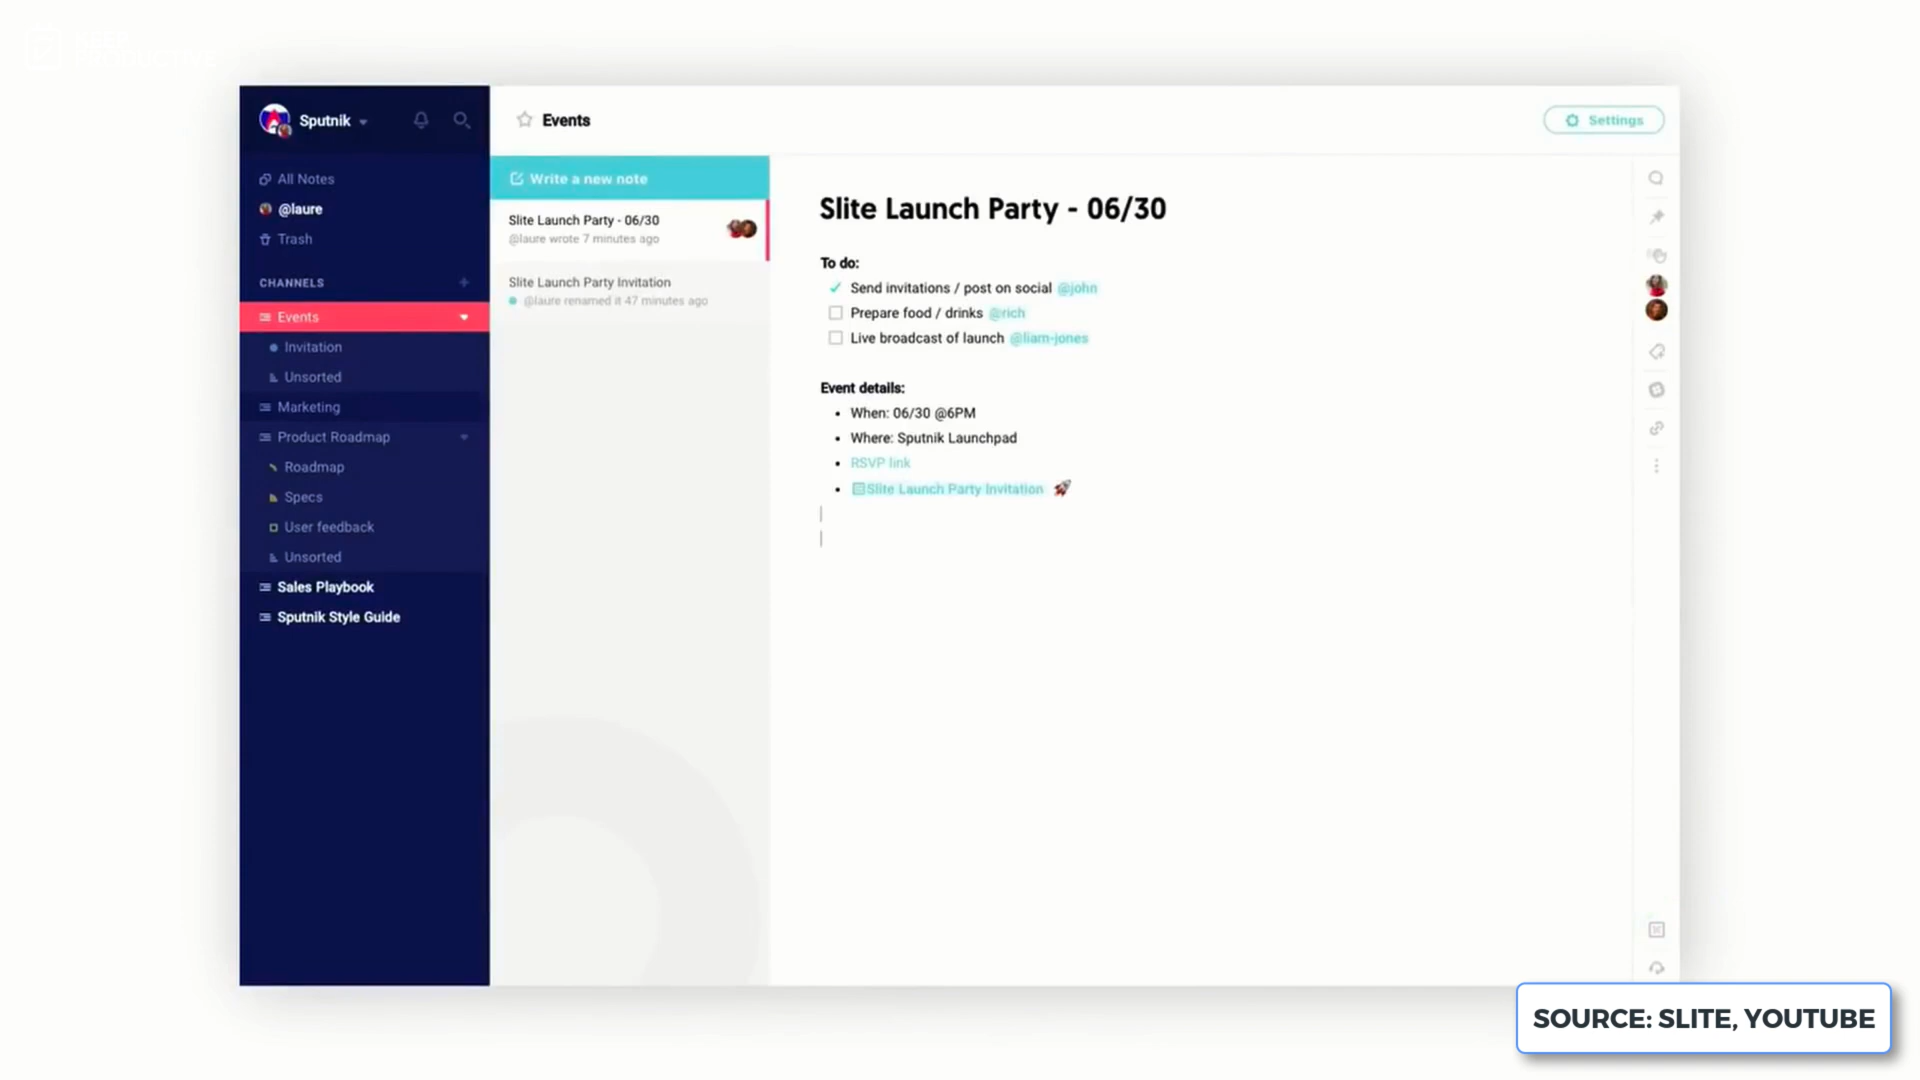 Sputnik
All Notes
@laure
Trash
CHANNELS
Events
Invitation
Unsorted
Marketing
Product Roadmap
Roadmap
Specs
User feedback
Unsorted
Sales Playbook
Sputnik Style Guide
Events
Settings
Write a new note
Slite Launch Party - 06/30
@laure wrote 7 minutes ago
Slite Launch Party Invitation
@laure renamed it 47 minutes ago
Slite Launch Party - 06/30
To do:
Send invitations / post on social @john
Prepare food / drinks @rich
Live broadcast of launch @liam-jones
Event details:
• When: 06/30 @6PM
• Where: Sputnik Launchpad
• RSVP link
• Slite Launch Party Invitation 🚀
SOURCE: SLITE, YOUTUBE